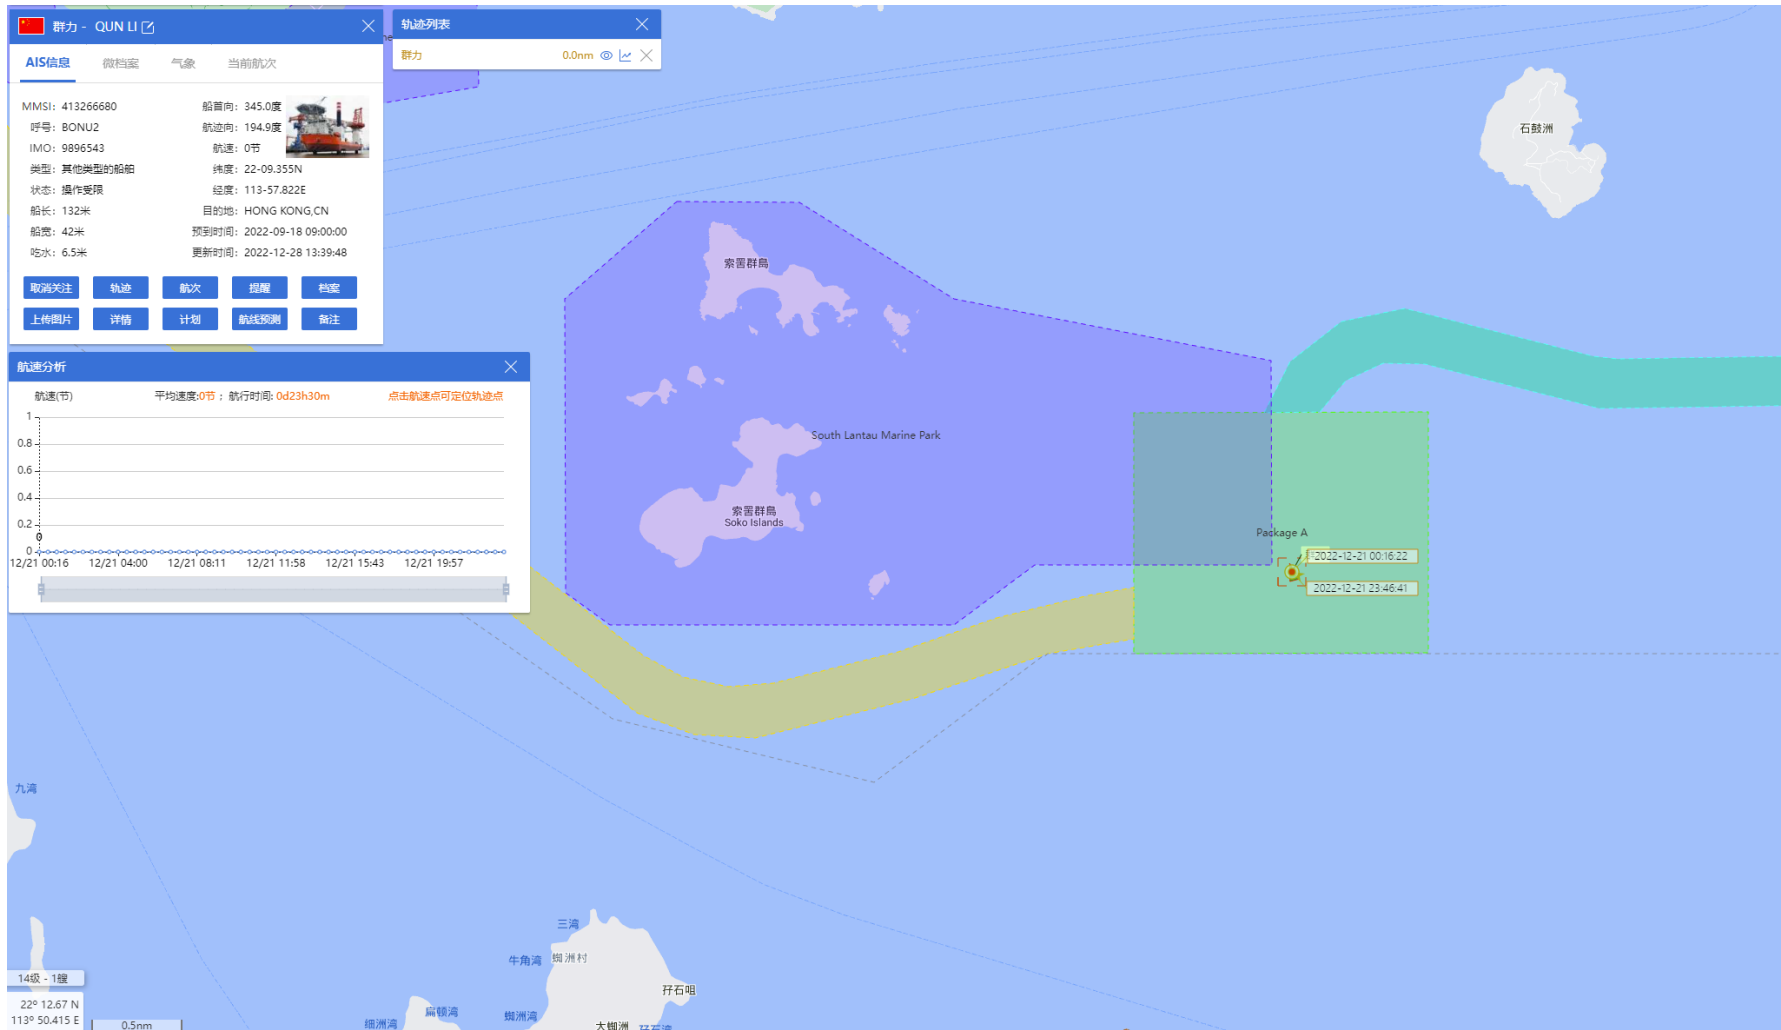 群力 - QUN LI
AIS信息 微档案 气象 当前航次
MMSI: 413266680 船首向: 345.0度
呼号: BONU2 航迹向: 194.9度
IMO: 9896543 航速: 0节
类型: 其他类型的船舶 纬度: 22-09.355N
状态: 操作受限 经度: 113-57.822E
船长: 132米 目的地: HONG KONG,CN
船宽: 42米 预到时间: 2022-09-18 09:00:00
吃水: 6.5米 更新时间: 2022-12-28 13:39:48
取消关注 轨迹 航次 提醒 档案
上传图片 详情 计划 航线预测 备注
轨迹列表
群力 0.0nm
航速分析
航速(节) 平均速度:0节 ; 航行时间: 0d23h30m 点击航速点可定位轨迹点
1
0.8
0.6
0.4
0.2
0
0
12/21 00:16 12/21 04:00 12/21 08:11 12/21 11:58 12/21 15:43 12/21 19:57
石鼓洲
索罟群島
South Lantau Marine Park
索罟群島
Soko Islands
Package A
2022-12-21 00:16:22
2022-12-21 23:46:41
九湾
三湾
牛角湾 蜘洲村
孖石咀
扁顿湾
细洲湾 蜘洲湾 大蜘洲 孖石湾
14级 - 1艘
22º 12.67 N
113º 50.415 E
0.5nm